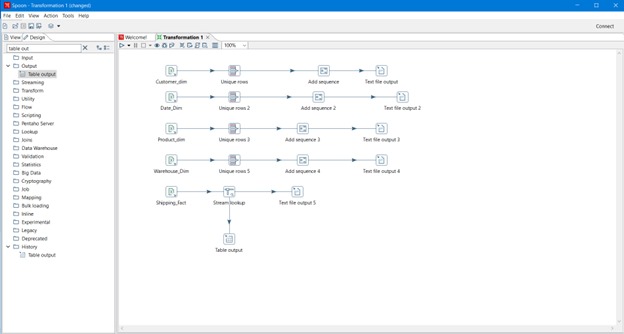 Spoon - Transformation 1 (changed)
File Edit View Action Tools Help
Connect
View Design
Welcome! Transformation 1
table out
100%
Input
Output
Table output
Streaming
Transform
Utility
Flow
Scripting
Pentaho Server
Lookup
Joins
Data Warehouse
Validation
Statistics
Big Data
Cryptography
Job
Mapping
Bulk loading
Inline
Experimental
Legacy
Deprecated
History
Table output
Customer_dim Unique rows Add sequence Text file output
Date_Dim Unique rows 2 Add sequence 2 Text file output 2
Product_dim Unique rows 3 Add sequence 3 Text file output 3
Warehouse_Dim Unique rows 5 Add sequence 4 Text file output 4
Shipping_Fact Stream lookup Text file output 5
Table output